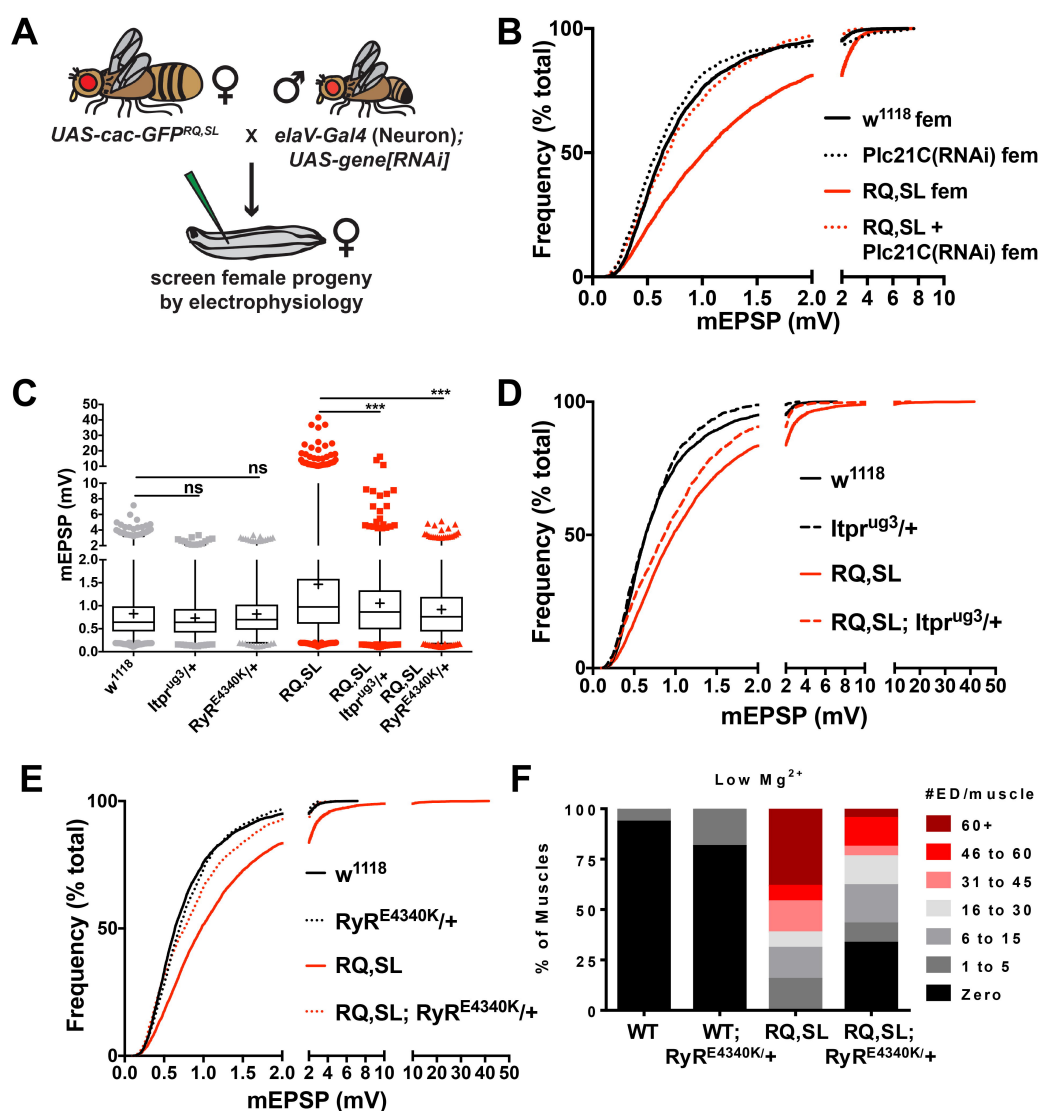 A
♀ ♂
UAS-cac-GFP^RQ,SL X elaV-Gal4 (Neuron);
UAS-gene[RNAi]
♀
screen female progeny
by electrophysiology
B
Frequency (% total)
100
50
0
0.0 0.5 1.0 1.5 2.0 2 4 6 8 10
mEPSP (mV)
w^1118 fem
Plc21C(RNAi) fem
RQ,SL fem
RQ,SL +
Plc21C(RNAi) fem
C
mEPSP (mV)
50
40
30
20
10
10
8
6
4
2
2.0
1.5
1.0
0.5
0.0
ns
ns
***
***
w^1118
Itpr^ug3/+
RyR^E4340K/+
RQ,SL
RQ,SL
Itpr^ug3/+
RQ,SL
RyR^E4340K/+
D
Frequency (% total)
100
50
0
0.0 0.5 1.0 1.5 2.0 2 4 6 8 10 10 20 30 40 50
mEPSP (mV)
w^1118
Itpr^ug3/+
RQ,SL
RQ,SL; Itpr^ug3/+
E
Frequency (% total)
100
50
0
0.0 0.5 1.0 1.5 2.0 2 4 6 8 10 10 20 30 40 50
mEPSP (mV)
w^1118
RyR^E4340K/+
RQ,SL
RQ,SL; RyR^E4340K/+
F
Low Mg^2+
% of Muscles
100
75
50
25
0
WT
WT;
RyR^E4340K/+
RQ,SL
RQ,SL;
RyR^E4340K/+
#ED/muscle
60+
46 to 60
31 to 45
16 to 30
6 to 15
1 to 5
Zero